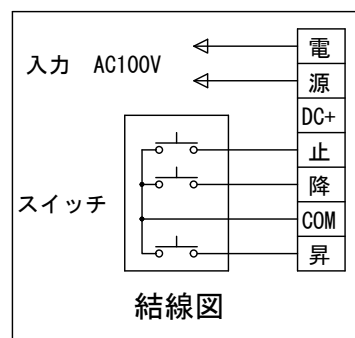 入力 AC100V
電
源
DC+
止
降
COM
昇
スイッチ
結線図